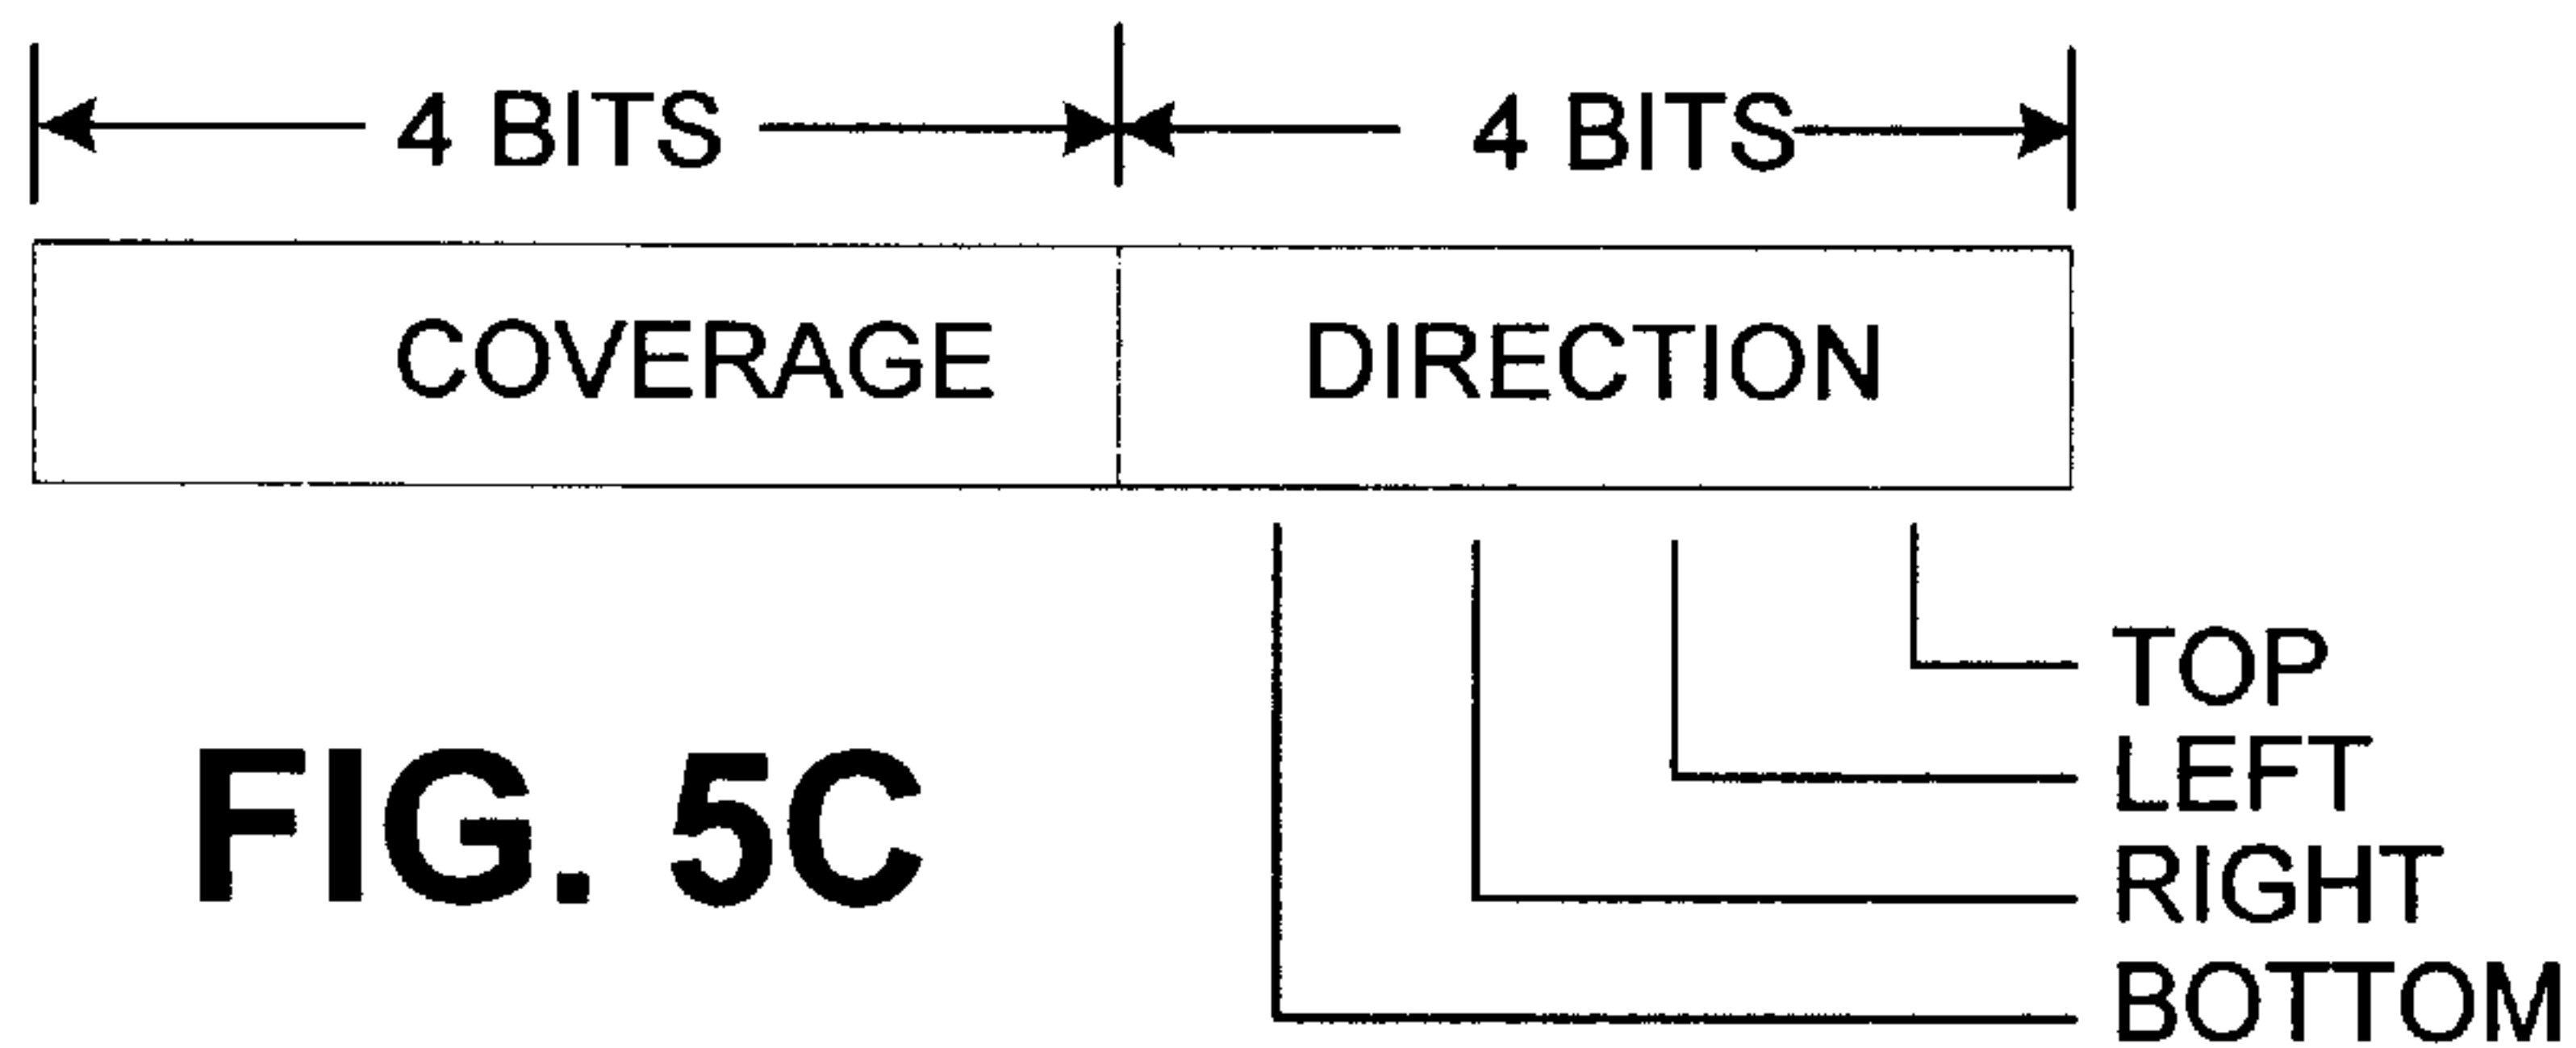 4 BITS 4 BITS
COVERAGE DIRECTION
TOP
LEFT
RIGHT
BOTTOM
FIG. 5C